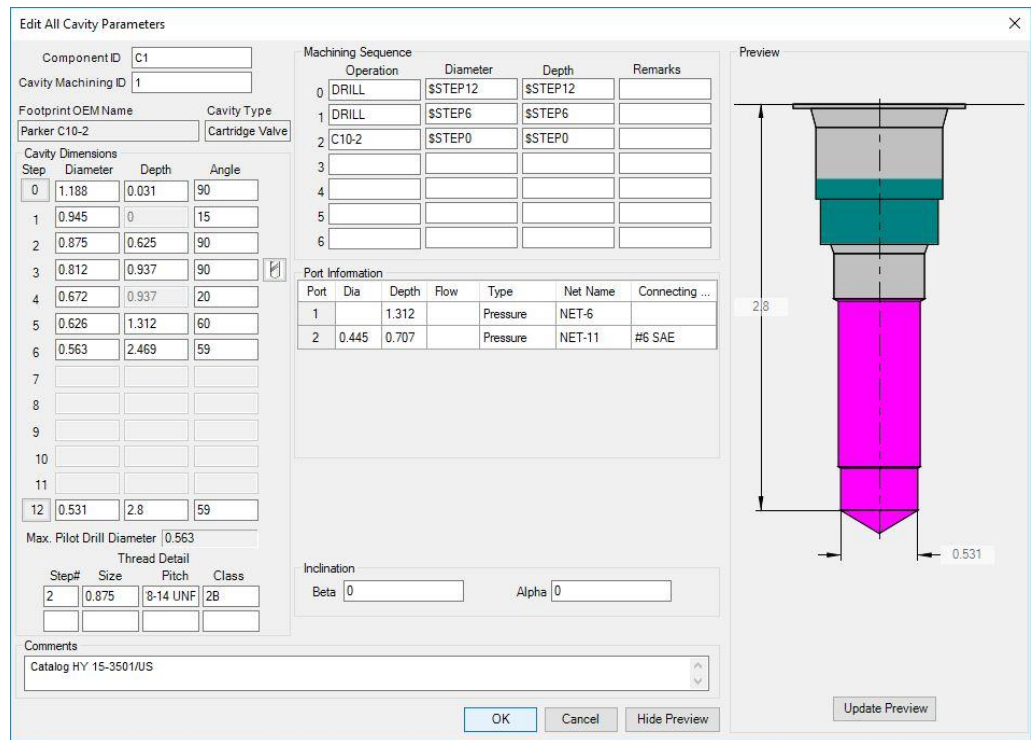 Edit All Cavity Parameters
Component ID C1
Cavity Machining ID 1
Footprint OEM Name Cavity Type
Parker C10-2 Cartridge Valve
Cavity Dimensions
Step Diameter Depth Angle
0 1.188 0.031 90
1 0.945 0 15
2 0.875 0.625 90
3 0.812 0.937 90
4 0.672 0.937 20
5 0.626 1.312 60
6 0.563 2.469 59
7
8
9
10
11
12 0.531 2.8 59
Max. Pilot Drill Diameter 0.563
Thread Detail
Step# Size Pitch Class
2 0.875 '8-14 UNF 2B
Machining Sequence
Operation Diameter Depth Remarks
0 DRILL $STEP12 $STEP12
1 DRILL $STEP6 $STEP6
2 C10-2 $STEP0 $STEP0
3
4
5
6
Port Information
Port Dia Depth Flow Type Net Name Connecting ...
1 1.312 Pressure NET-6
2 0.445 0.707 Pressure NET-11 #6 SAE
Inclination
Beta 0 Alpha 0
Comments
Catalog HY 15-3501/US
OK Cancel Hide Preview
Preview
2.8
0.531
Update Preview